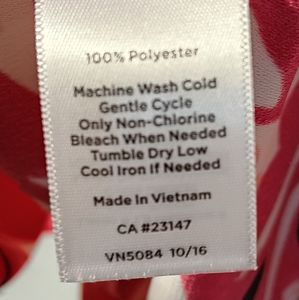 100% Polyester
Machine Wash Cold
Gentle Cycle
Only Non-Chlorine
Bleach When Needed
Tumble Dry Low
Cool Iron If Needed
Made In Vietnam
CA #23147
VN5084 10/16